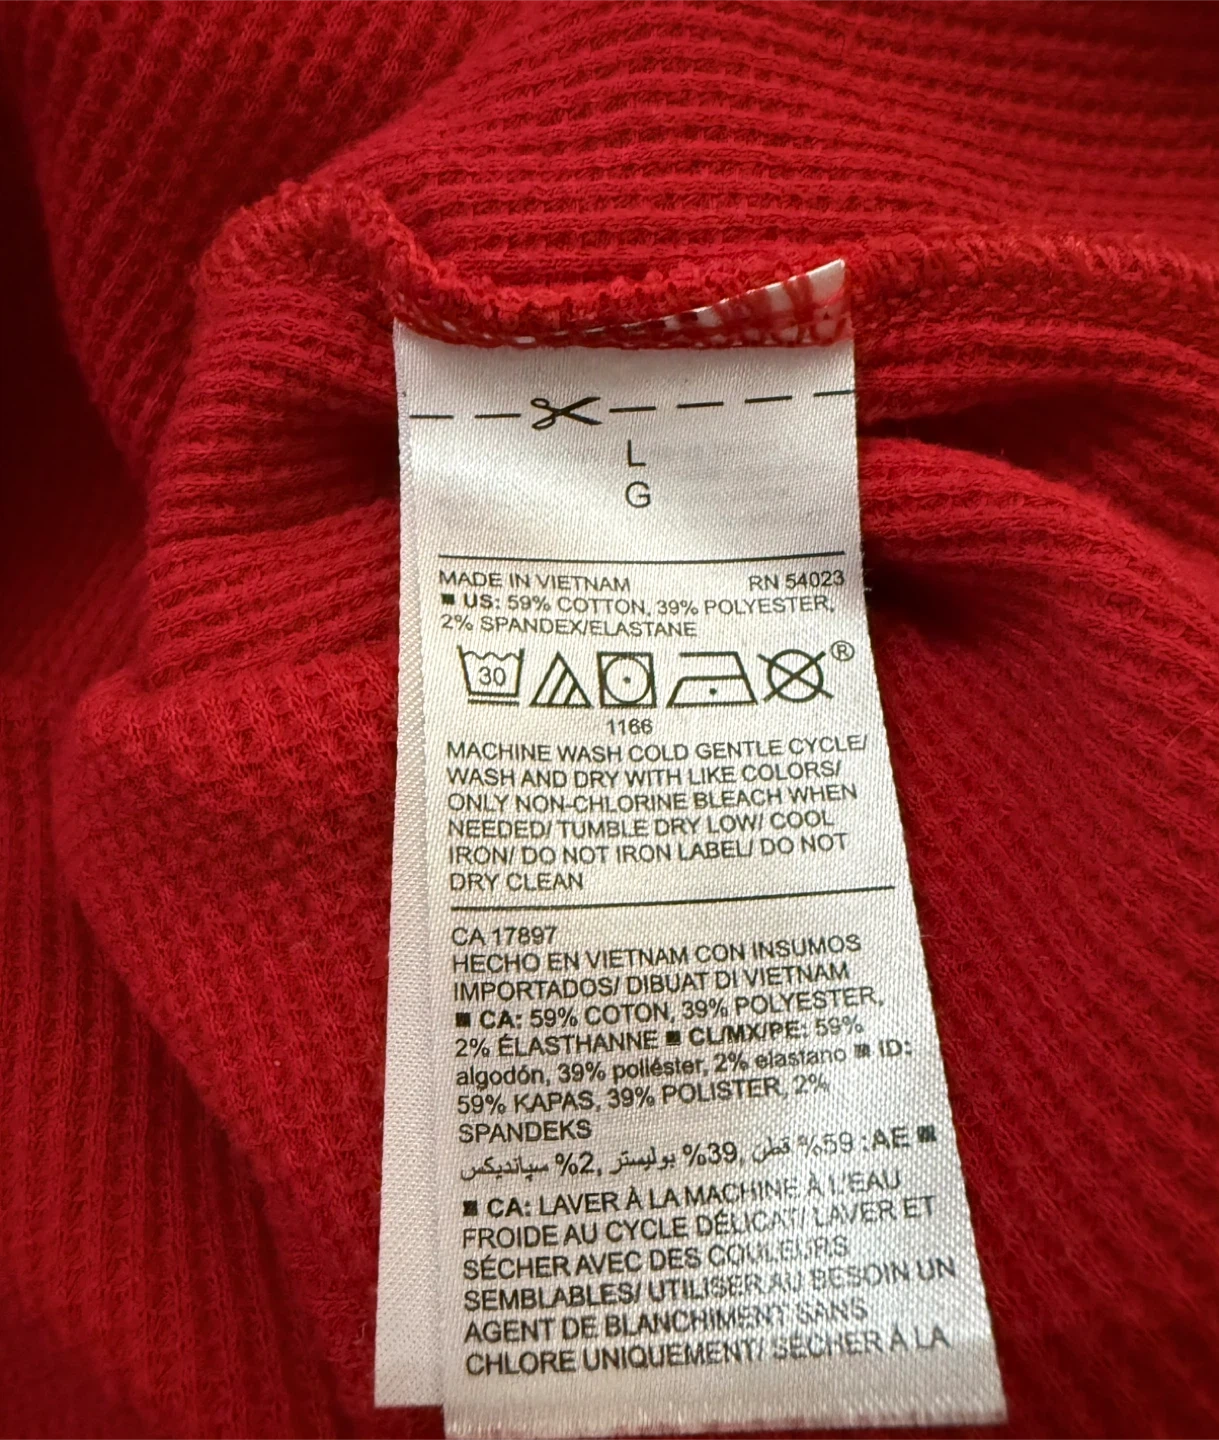 L
G
MADE IN VIETNAM RN 54023
■ US: 59% COTTON, 39% POLYESTER,
2% SPANDEX/ELASTANE
30 ®
1166
MACHINE WASH COLD GENTLE CYCLE/
WASH AND DRY WITH LIKE COLORS/
ONLY NON-CHLORINE BLEACH WHEN
NEEDED/ TUMBLE DRY LOW/ COOL
IRON/ DO NOT IRON LABEL/ DO NOT
DRY CLEAN
CA 17897
HECHO EN VIETNAM CON INSUMOS
IMPORTADOS/ DIBUAT DI VIETNAM
■ CA: 59% COTON, 39% POLYESTER,
2% ÉLASTHANNE ■ CL/MX/PE: 59%
algodón, 39% poliéster, 2% elastano ■ ID:
59% KAPAS, 39% POLISTER, 2%
SPANDEKS
■ AE: 59% قطن, 39% بوليستر, 2% سپانديكس
■ CA: LAVER À LA MACHINE À L'EAU
FROIDE AU CYCLE DÉLICAT/ LAVER ET
SÉCHER AVEC DES COULEURS
SEMBLABLES/ UTILISER AU BESOIN UN
AGENT DE BLANCHIMENT SANS
CHLORE UNIQUEMENT/ SÉCHER À LA